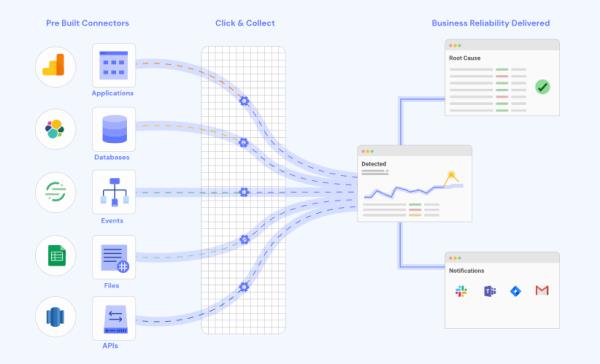 Pre Built Connectors
Click & Collect
Business Reliability Delivered
Applications
Databases
Events
Files
APIs
Detected
Root Cause
Notifications